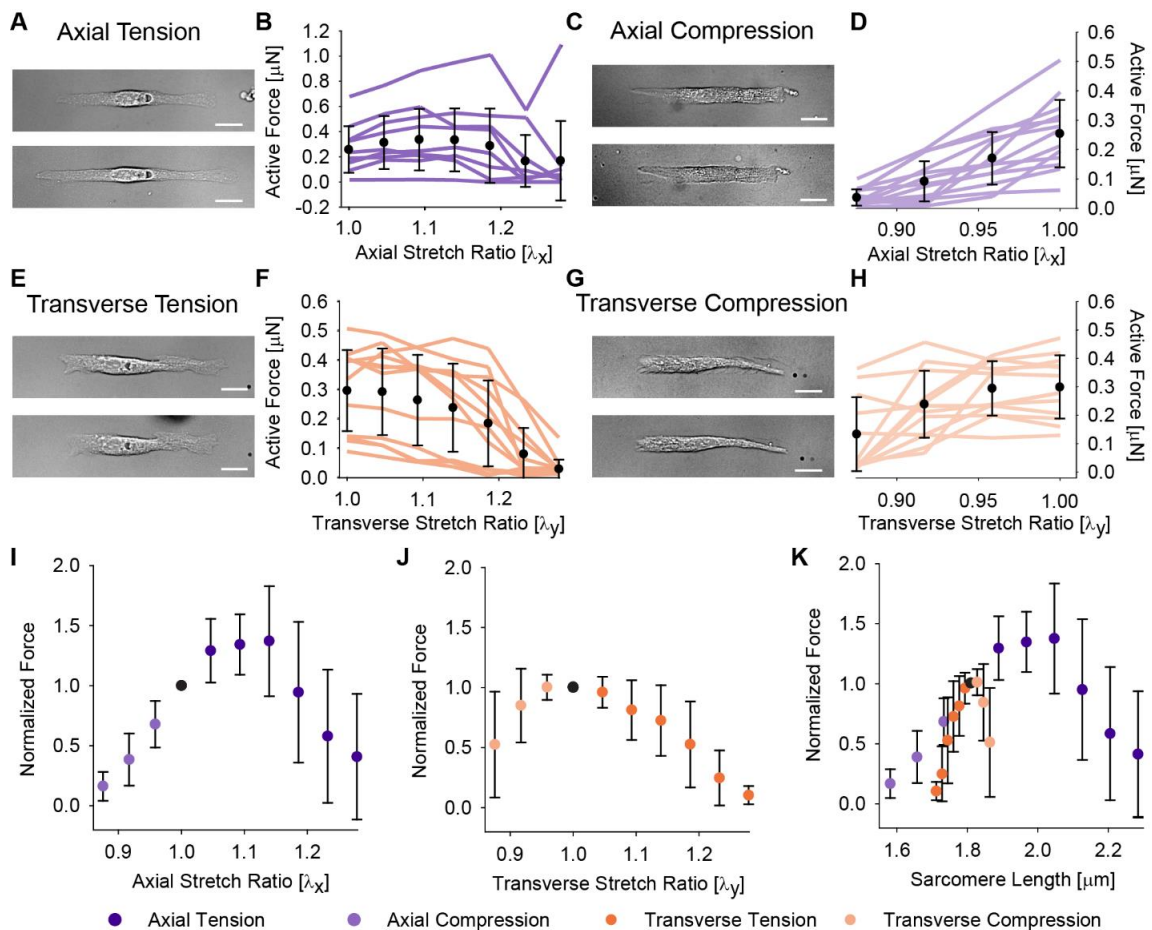 A
Axial Tension
B
1.2
1.0
0.8
0.6
0.4
0.2
0.0
-0.2
Active Force [μN]
1.0 1.1 1.2
Axial Stretch Ratio [λx]
C
Axial Compression
D
0.6
0.5
0.4
0.3
0.2
0.1
0.0
Active Force [μN]
0.90 0.95 1.00
Axial Stretch Ratio [λx]
E
Transverse Tension
F
0.6
0.5
0.4
0.3
0.2
0.1
0.0
Active Force [μN]
1.0 1.1 1.2
Transverse Stretch Ratio [λy]
G
Transverse Compression
H
0.6
0.5
0.4
0.3
0.2
0.1
0.0
Active Force [μN]
0.90 0.95 1.00
Transverse Stretch Ratio [λy]
I
2.0
1.5
1.0
0.5
0.0
Normalized Force
0.9 1.0 1.1 1.2
Axial Stretch Ratio [λx]
J
2.0
1.5
1.0
0.5
0.0
Normalized Force
0.9 1.0 1.1 1.2
Transverse Stretch Ratio [λy]
K
2.0
1.5
1.0
0.5
0.0
Normalized Force
1.6 1.8 2.0 2.2
Sarcomere Length [μm]
Axial Tension
Axial Compression
Transverse Tension
Transverse Compression